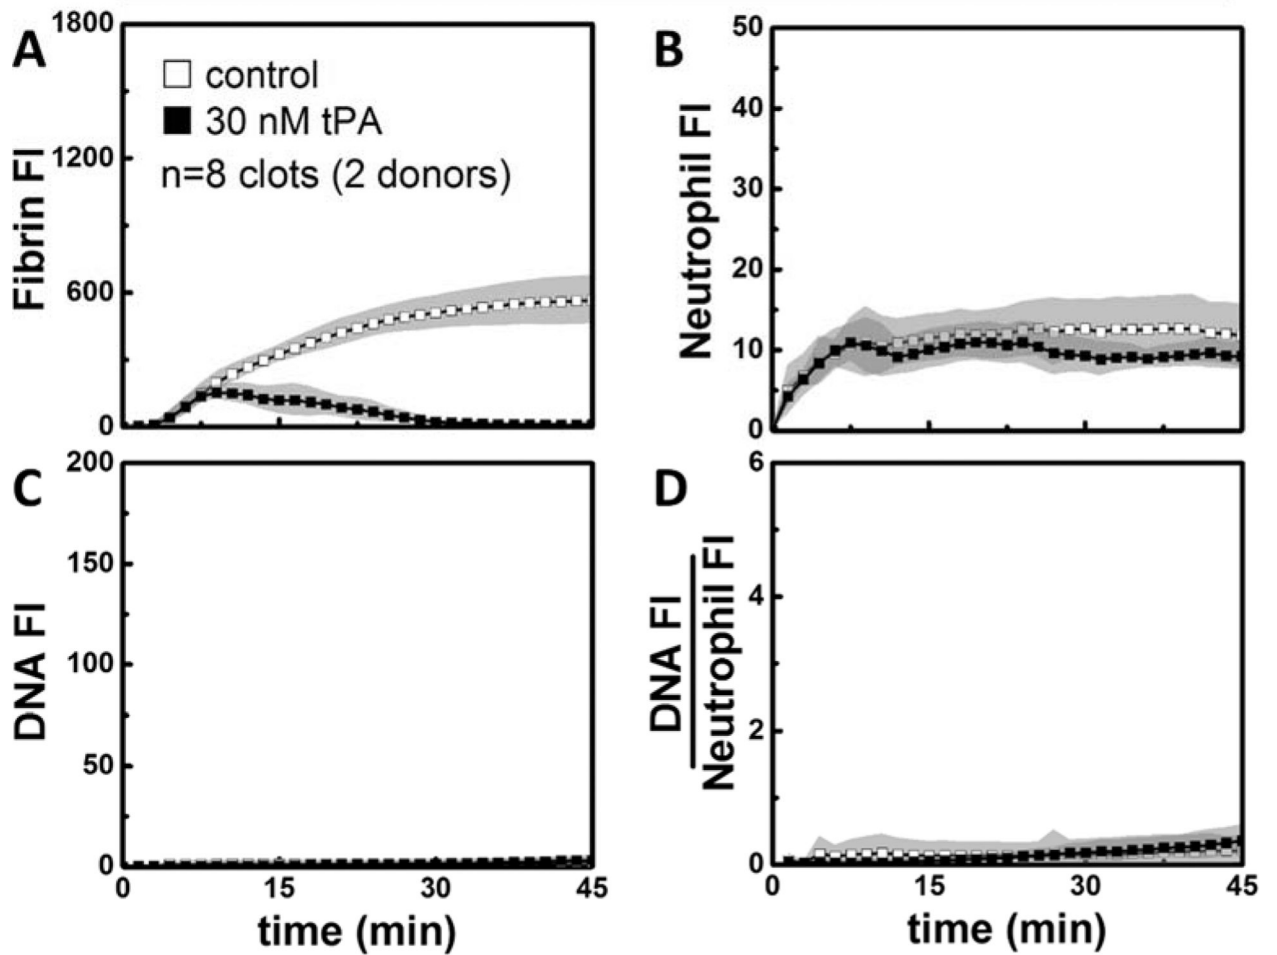 A
1800
1200
600
0
Fibrin FI
control
30 nM tPA
n=8 clots (2 donors)
B
50
40
30
20
10
0
Neutrophil FI
C
200
150
100
50
0
DNA FI
0 15 30 45
time (min)
D
6
4
2
0
DNA FI
Neutrophil FI
0 15 30 45
time (min)